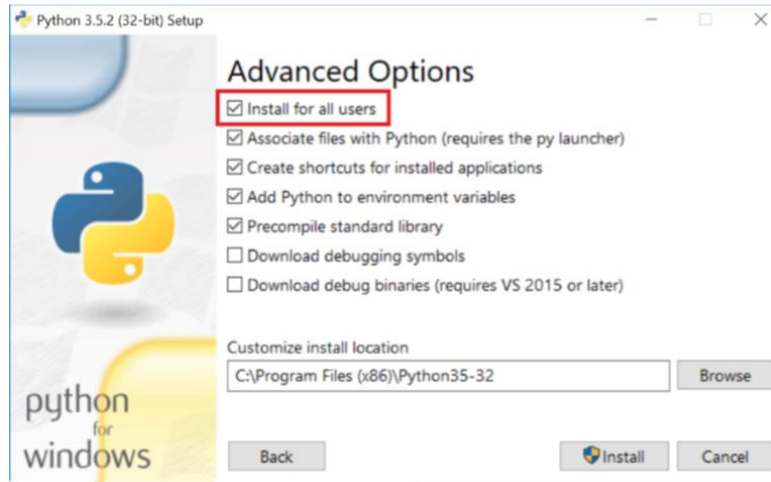 Python 3.5.2 (32-bit) Setup
Advanced Options
Install for all users
Associate files with Python (requires the py launcher)
Create shortcuts for installed applications
Add Python to environment variables
Precompile standard library
Download debugging symbols
Download debug binaries (requires VS 2015 or later)
Customize install location
C:\Program Files (x86)\Python35-32
Browse
python
for
windows
Back
Install
Cancel